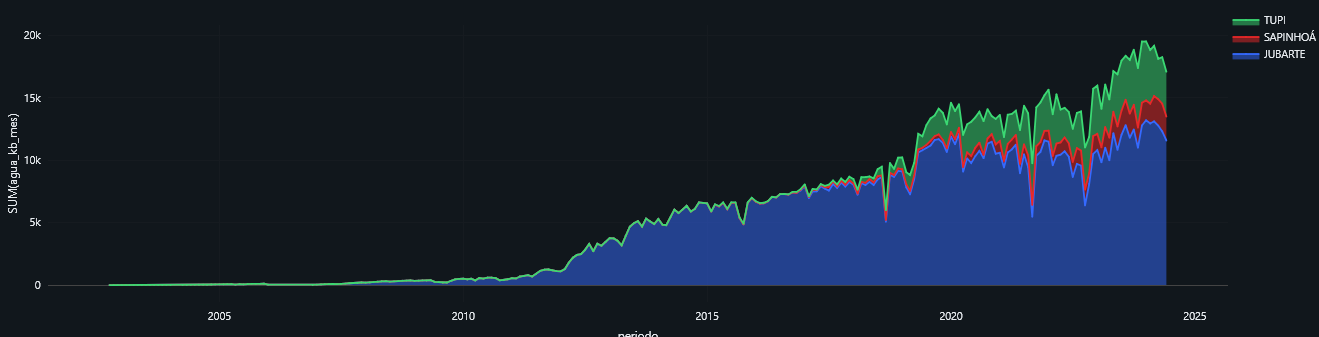 TUPI
SAPINHOÁ
JUBARTE
20k
15k
10k
5k
0
SUM(agua_kb_mes)
2005 2010 2015 2020 2025
periodo